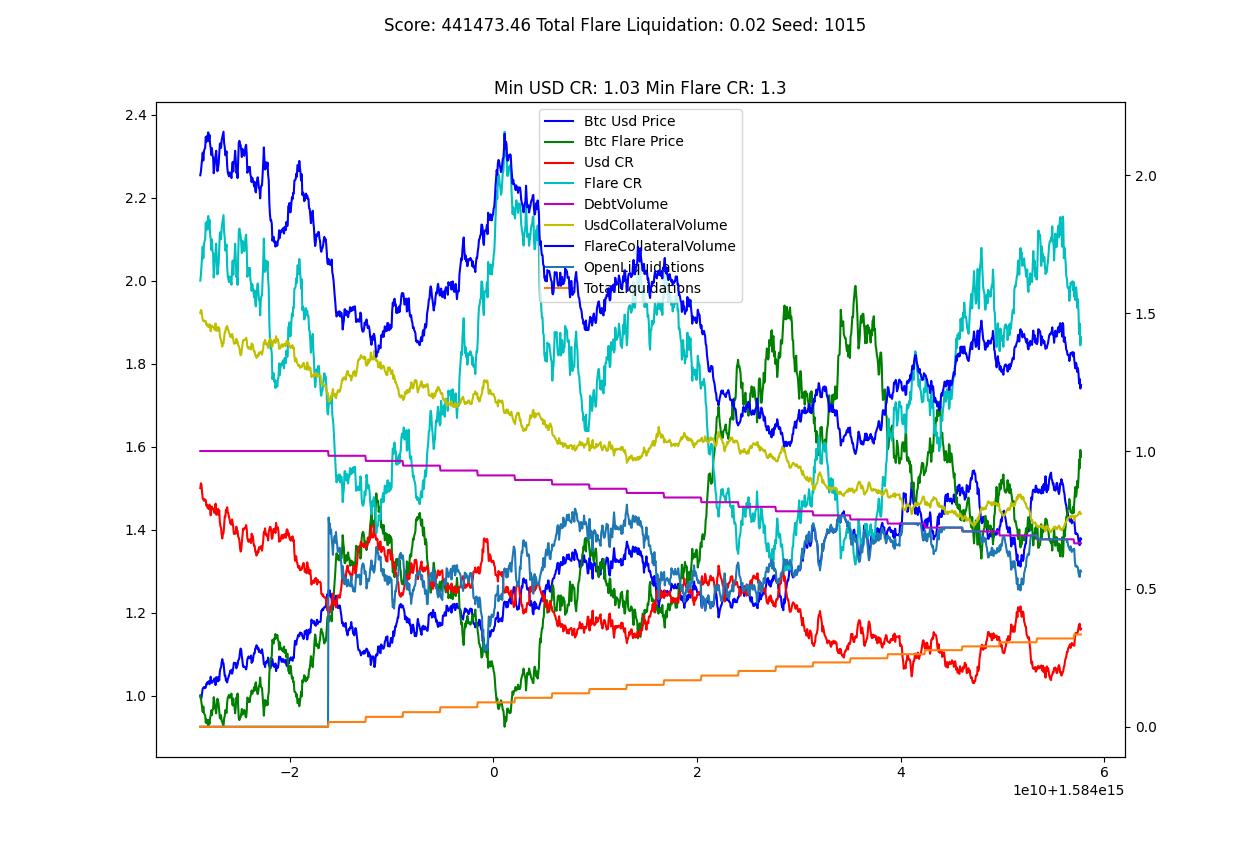 Score: 441473.46 Total Flare Liquidation: 0.02 Seed: 1015
Min USD CR: 1.03 Min Flare CR: 1.3
Btc Usd Price
Btc Flare Price
Usd CR
Flare CR
DebtVolume
UsdCollateralVolume
FlareCollateralVolume
OpenLiquidations
TotalLiquidations
2.4
2.2
2.0
1.8
1.6
1.4
1.2
1.0
2.0
1.5
1.0
0.5
0.0
−2 0 2 4 6
1e10+1.584e15